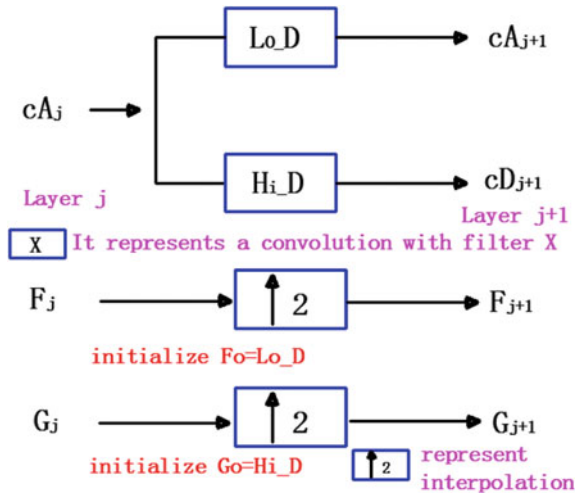 Lo_D
cAj+1
cAj
Hi_D
cDj+1
Layer j
Layer j+1
X It represents a convolution with filter X
Fj
↑ 2
Fj+1
initialize Fo=Lo_D
Gj
↑ 2
Gj+1
initialize Go=Hi_D
↑ 2 represent
interpolation